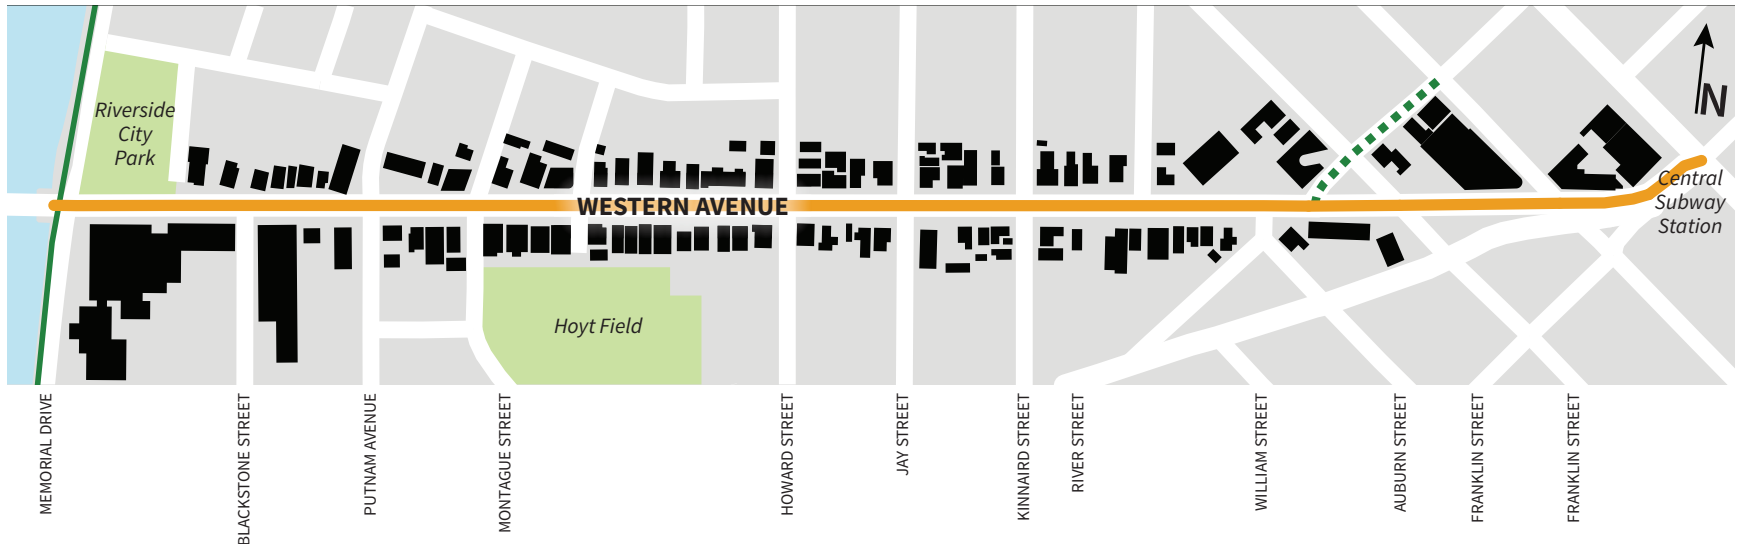 Riverside
City
Park
N
WESTERN AVENUE
Central
Subway
Station
Hoyt Field
MEMORIAL DRIVE
BLACKSTONE STREET
PUTNAM AVENUE
MONTAGUE STREET
HOWARD STREET
JAY STREET
KINNAIRD STREET
RIVER STREET
WILLIAM STREET
AUBURN STREET
FRANKLIN STREET
FRANKLIN STREET